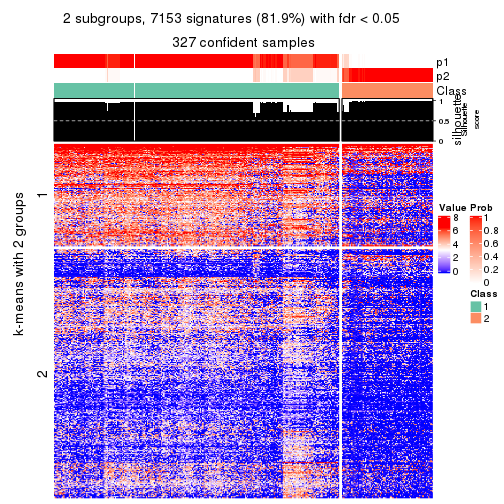 2 subgroups, 7153 signatures (81.9%) with fdr < 0.05
327 confident samples
p1
p2
Class
1
0.5
0
silhouette
Silhouette
score
k-means with 2 groups
1
2
Value
8
6
4
2
0
Prob
1
0.8
0.6
0.4
0.2
0
Class
1
2